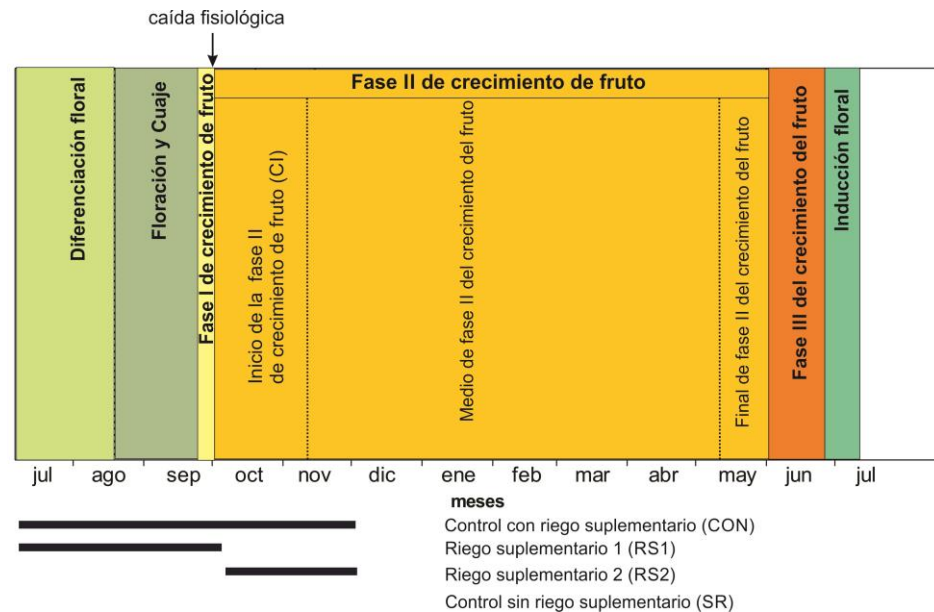 caída fisiológica
Diferenciación floral
Floración y Cuaje
Fase I de crecimiento de fruto
Fase II de crecimiento de fruto
Inicio de la fase II
de crecimiento de fruto (CI)
Medio de fase II del crecimiento del fruto
Final de fase II del crecimiento del fruto
Fase III del crecimiento del fruto
Inducción floral
jul ago sep oct nov dic ene feb mar abr may jun jul
meses
Control con riego suplementario (CON)
Riego suplementario 1 (RS1)
Riego suplementario 2 (RS2)
Control sin riego suplementario (SR)